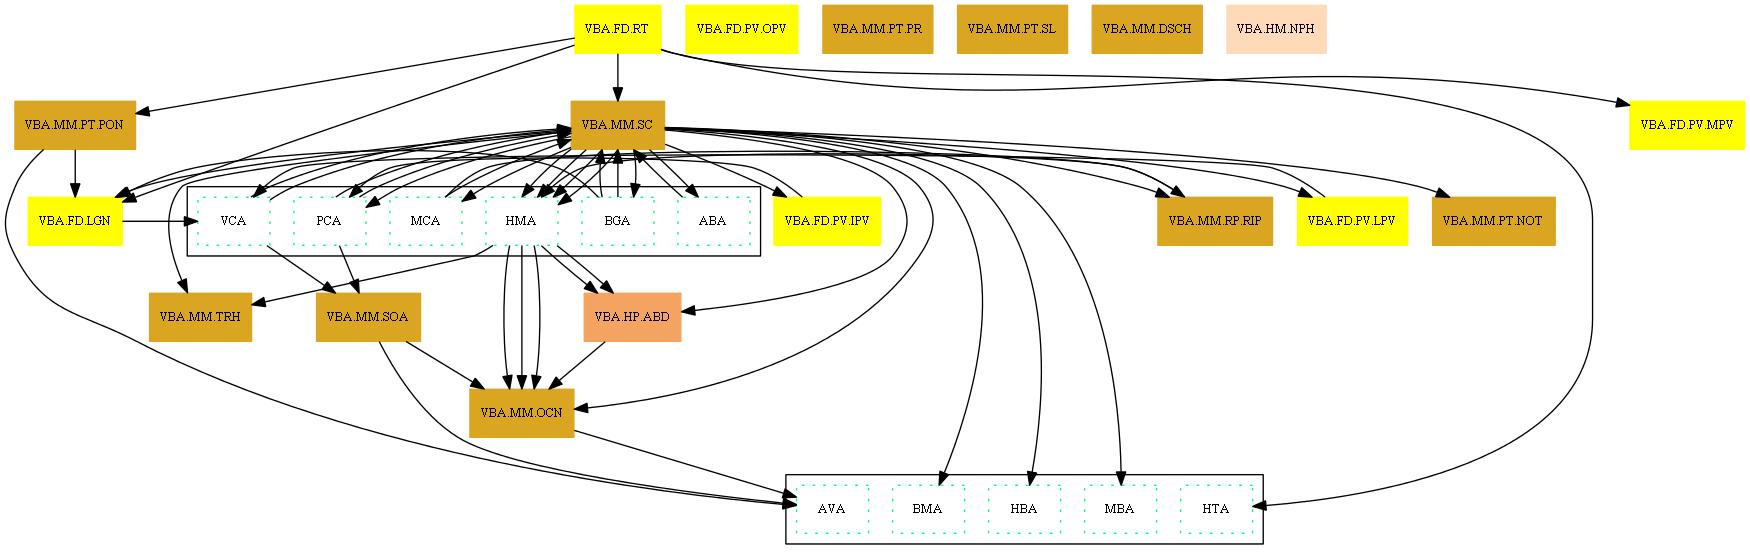 VBA.FD.RT
VBA.FD.PV.OPV
VBA.MM.PT.PR
VBA.MM.PT.SL
VBA.MM.DSCH
VBA.HM.NPH
VBA.MM.PT.PON
VBA.MM.SC
VBA.FD.PV.MPV
VBA.FD.LGN
VCA
PCA
MCA
HMA
BGA
ABA
VBA.FD.PV.IPV
VBA.MM.RP.RIP
VBA.FD.PV.LPV
VBA.MM.PT.NOT
VBA.MM.TRH
VBA.MM.SOA
VBA.HP.ABD
VBA.MM.OCN
AVA
BMA
HBA
MBA
HTA